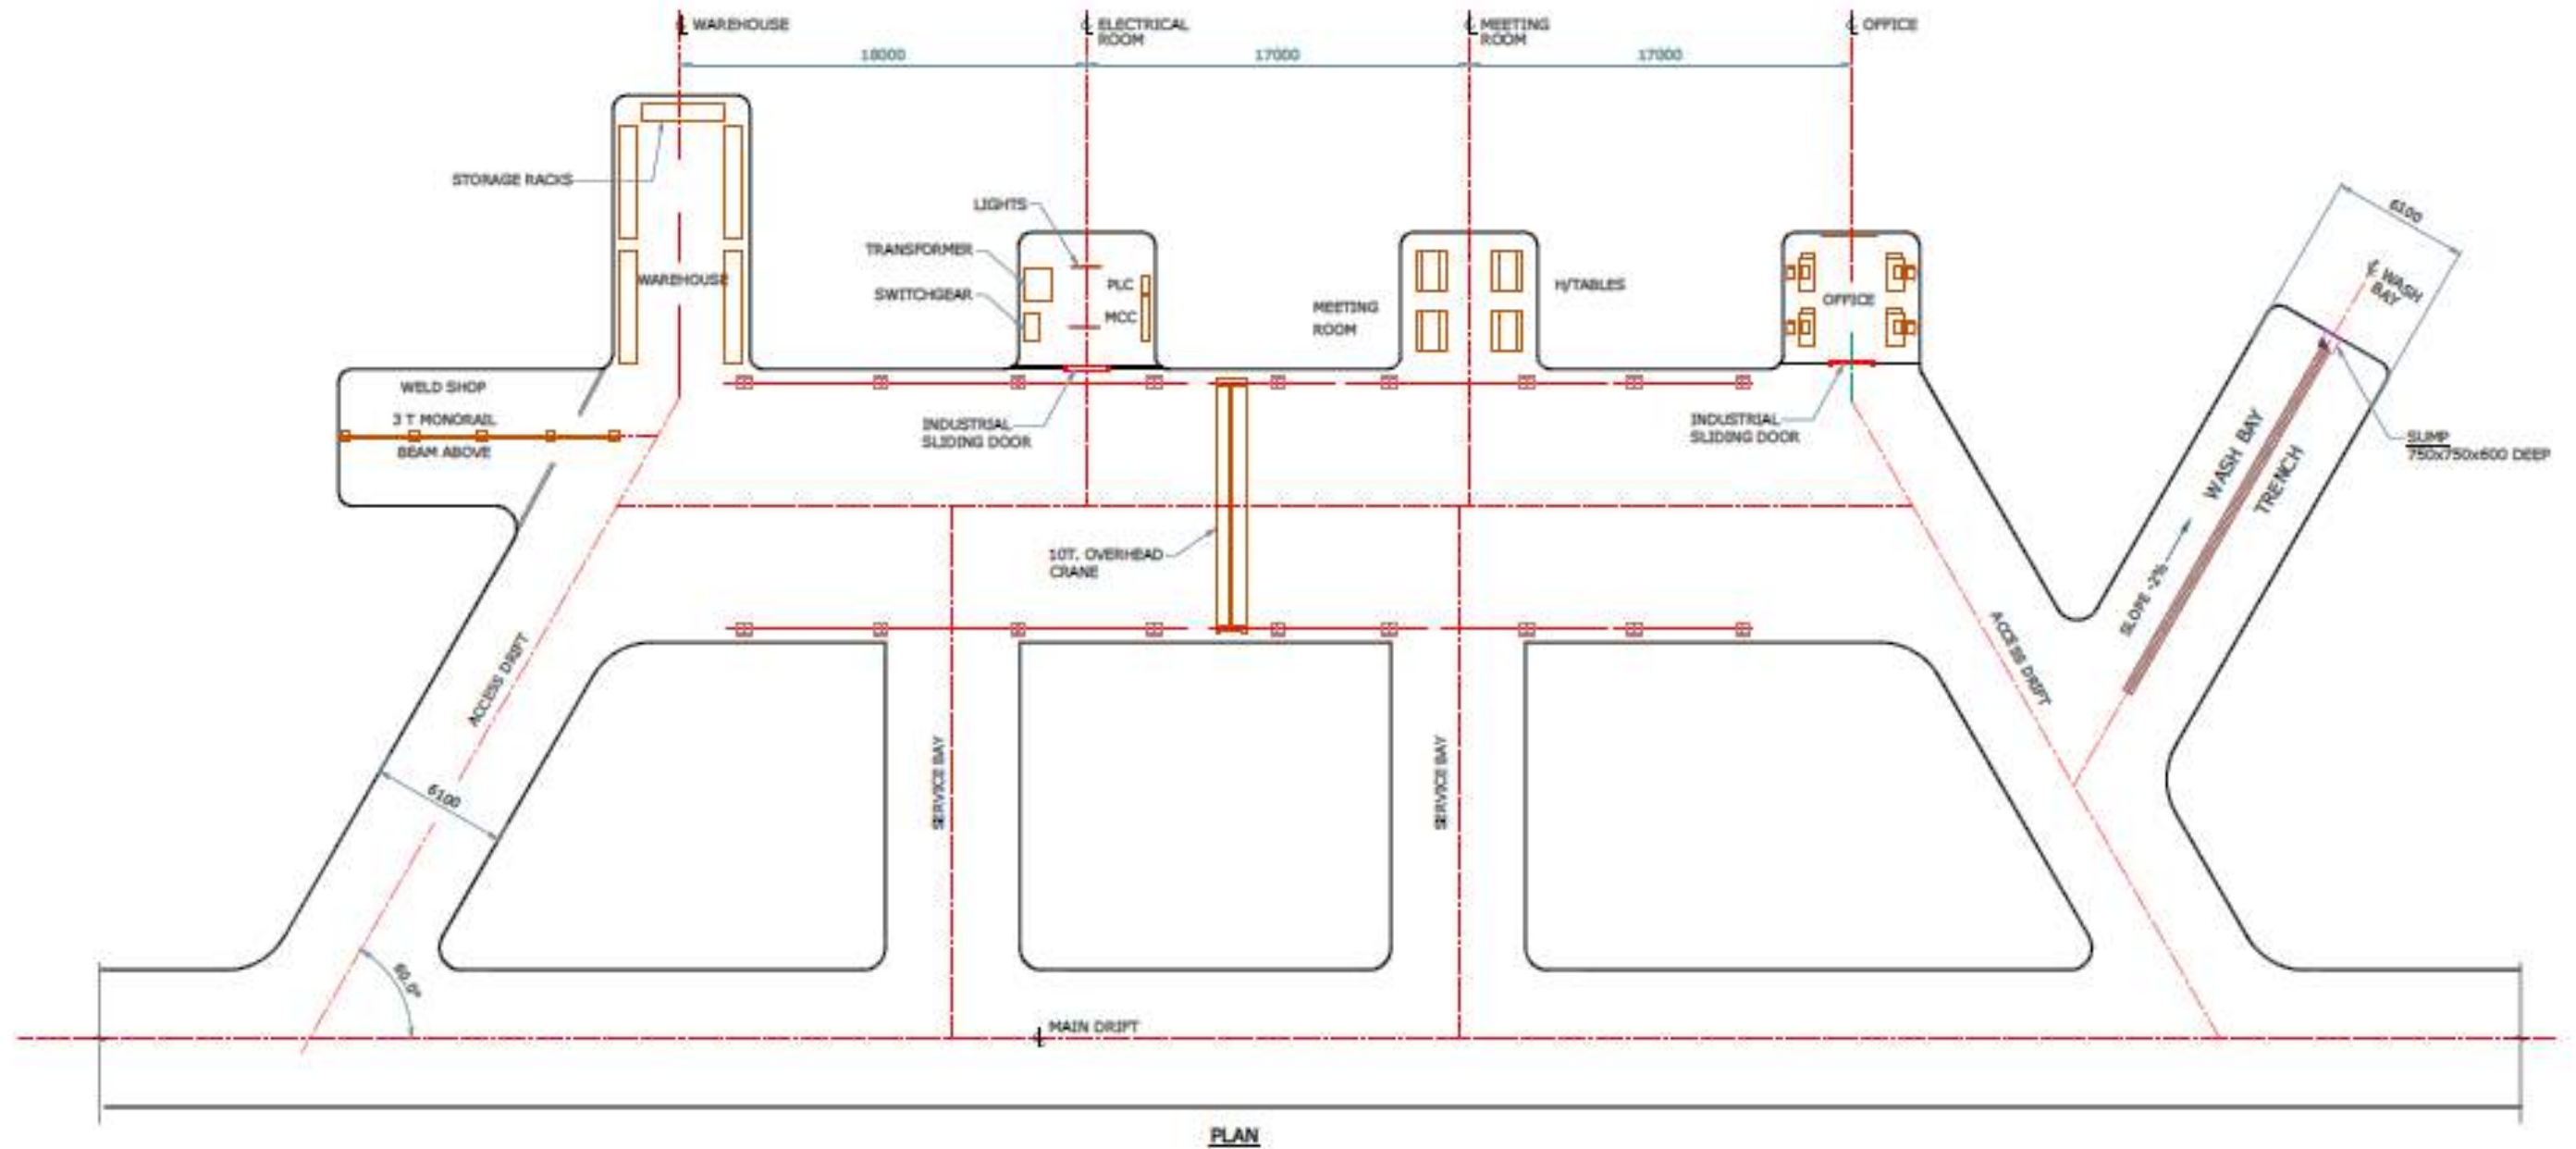 ℄ WAREHOUSE
℄ ELECTRICAL
ROOM
℄ MEETING
ROOM
℄ OFFICE
18000
17000
17000
STORAGE RACKS
WAREHOUSE
LIGHTS
TRANSFORMER
SWITCHGEAR
PLC
MCC
MEETING
ROOM
H/TABLES
OFFICE
6100
℄ WASH
BAY
WELD SHOP
3 T MONORAIL
BEAM ABOVE
INDUSTRIAL
SLIDING DOOR
INDUSTRIAL
SLIDING DOOR
WASH BAY
TRENCH
SUMP
750x750x600 DEEP
10T. OVERHEAD
CRANE
SLOPE -2%
ACCESS DRIFT
ACCESS DRIFT
SERVICE BAY
SERVICE BAY
6100
60.0°
℄ MAIN DRIFT
PLAN